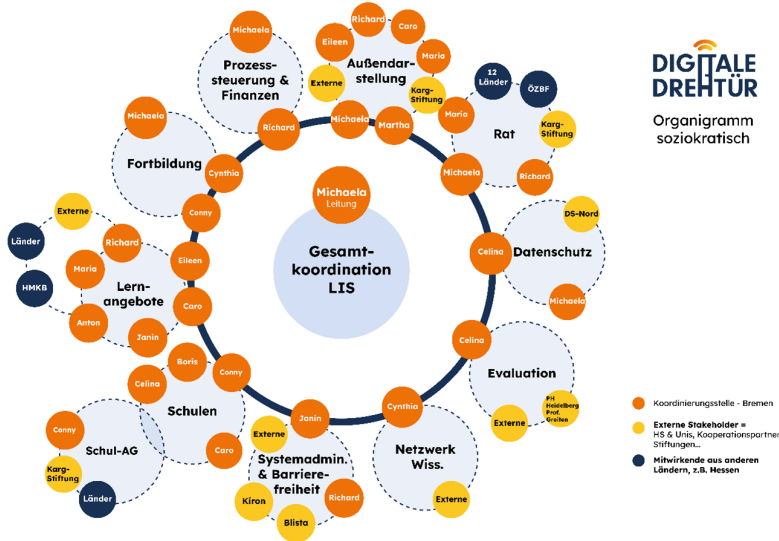 DIGITALE
DREHTÜR
Organigramm
soziokratisch
Michaela
Leitung
Gesamt-
koordination
LIS
Michaela
Prozess-
steuerung &
Finanzen
Richard
Eileen
Richard
Caro
Maria
Externe
Außendar-
stellung
Karg-
Stiftung
Michaela
Martha
12
Länder
ÖZBF
Maria
Karg-
Stiftung
Rat
Michaela
Richard
DS-Nord
Celina
Datenschutz
Michaela
Celina
Evaluation
Externe
PH
Heidelberg
Prof.
Greiten
Cynthia
Netzwerk
Wiss.
Externe
Janin
Externe
Systemadmin.
& Barriere-
freiheit
Kiron
Blista
Richard
Conny
Boris
Celina
Schulen
Caro
Conny
Schul-AG
Karg-
Stiftung
Länder
Externe
Länder
HMKB
Richard
Maria
Eileen
Lern-
angebote
Caro
Anton
Janin
Michaela
Fortbildung
Cynthia
Conny
Koordinierungsstelle - Bremen
Externe Stakeholder =
HS & Unis, Kooperationspartner
Stiftungen...
Mitwirkende aus anderen
Ländern, z.B. Hessen